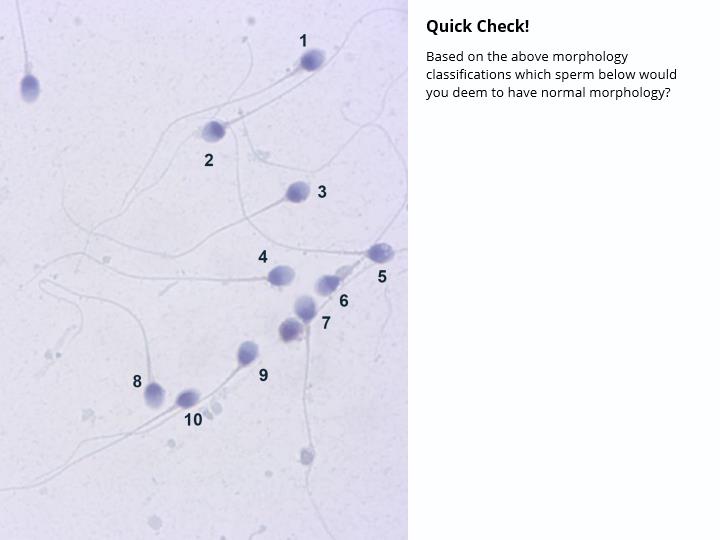 Quick Check!
Based on the above morphology
classifications which sperm below would
you deem to have normal morphology?
1
2
3
4
5
6
7
8
9
10